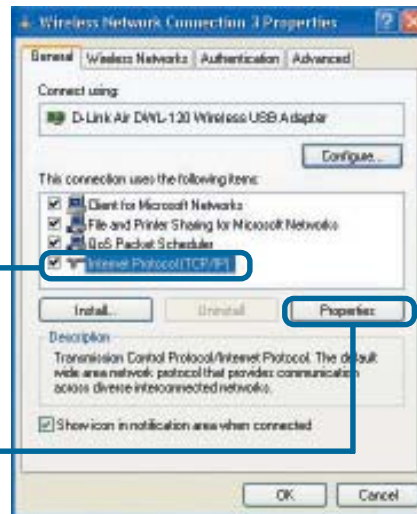 Wireless Network Connection 3 Properties
General Wireless Networks Authentication Advanced
Connect using:
D-Link Air DWL-120 Wireless USB Adapter
Configure...
This connection uses the following items:
Client for Microsoft Networks
File and Printer Sharing for Microsoft Networks
QoS Packet Scheduler
Internet Protocol (TCP/IP)
Install... Uninstall Properties
Description
Transmission Control Protocol/Internet Protocol. The default
wide area network protocol that provides communication
across diverse interconnected networks.
Show icon in notification area when connected
OK Cancel